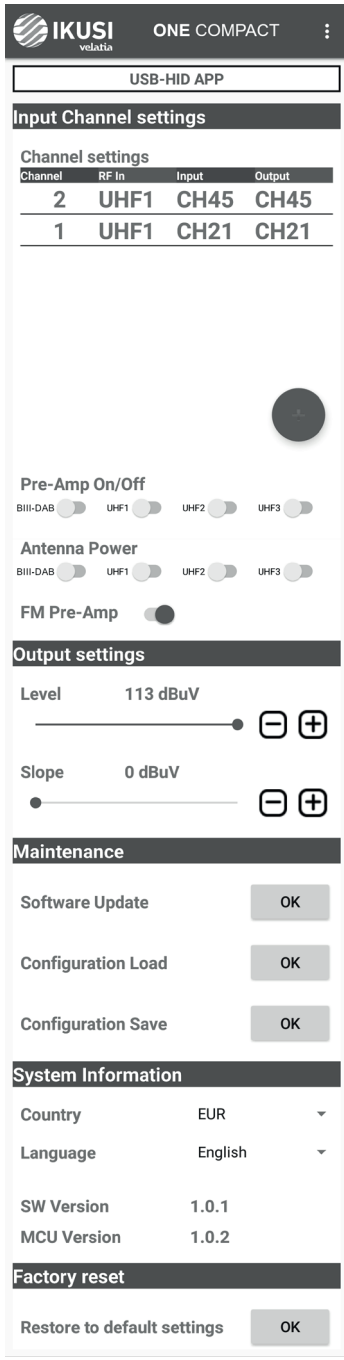 IKUSI
velatia
ONE COMPACT
USB-HID APP
Input Channel settings
Channel settings
Channel RF In Input Output
2 UHF1 CH45 CH45
1 UHF1 CH21 CH21
+
Pre-Amp On/Off
BIII-DAB UHF1 UHF2 UHF3
Antenna Power
BIII-DAB UHF1 UHF2 UHF3
FM Pre-Amp
Output settings
Level 113 dBuV
Slope 0 dBuV
Maintenance
Software Update OK
Configuration Load OK
Configuration Save OK
System Information
Country EUR
Language English
SW Version 1.0.1
MCU Version 1.0.2
Factory reset
Restore to default settings OK